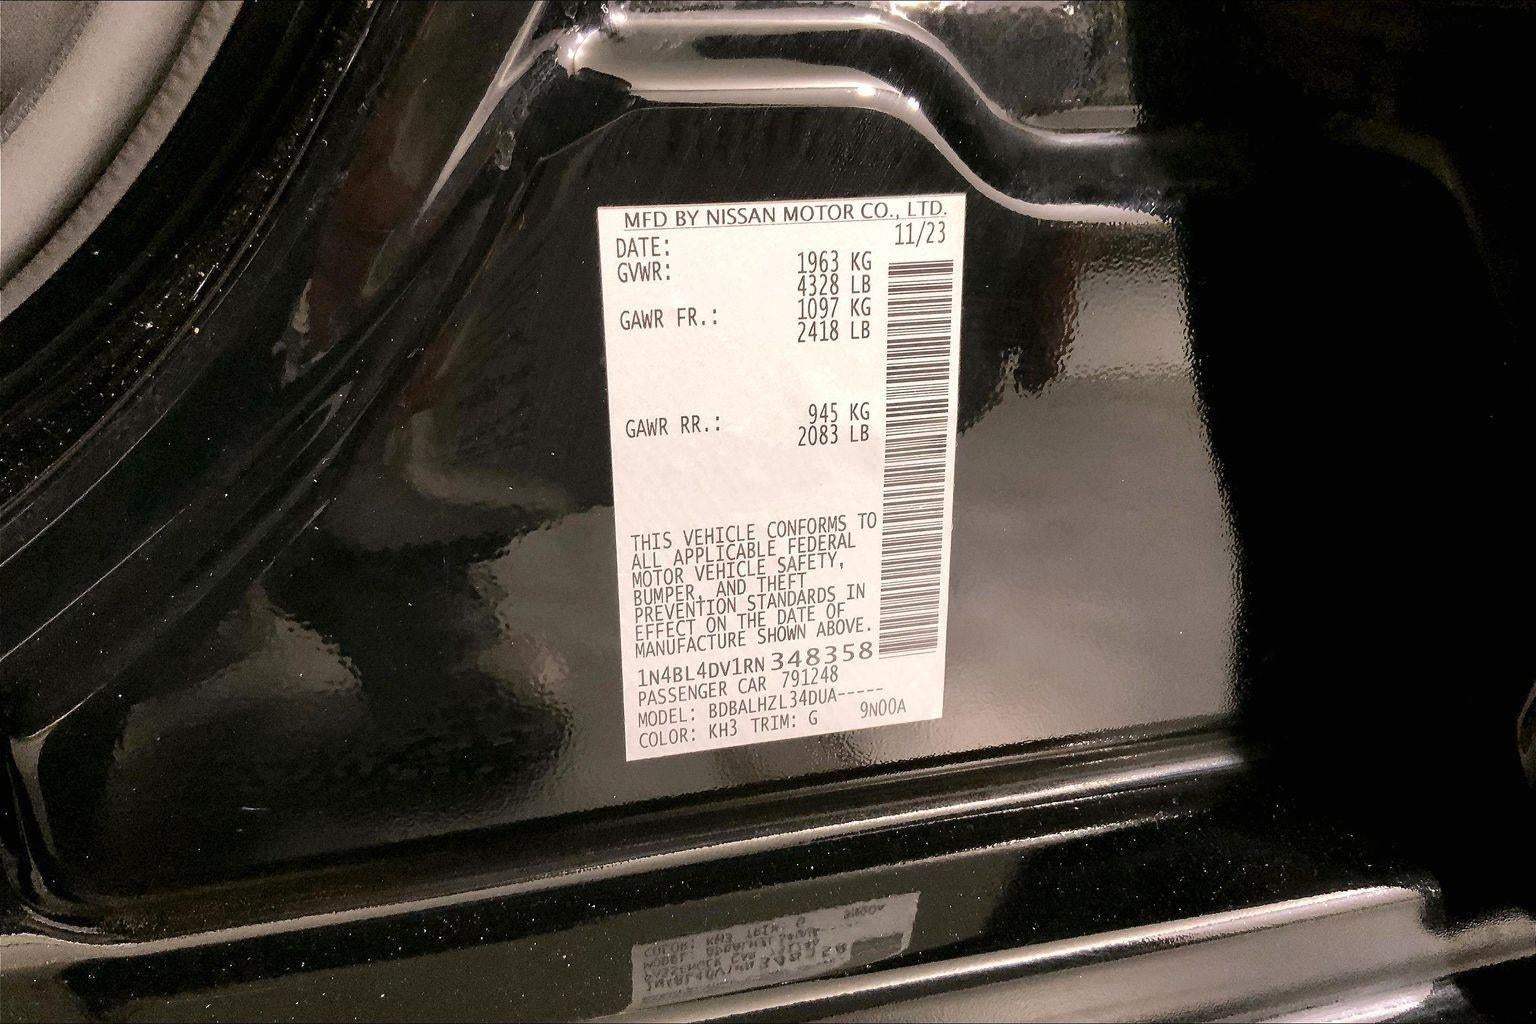 MFD BY NISSAN MOTOR CO., LTD.
DATE: 11/23
GVWR: 1963 KG
4328 LB
GAWR FR.: 1097 KG
2418 LB
GAWR RR.: 945 KG
2083 LB
THIS VEHICLE CONFORMS TO
ALL APPLICABLE FEDERAL
MOTOR VEHICLE SAFETY,
BUMPER, AND THEFT
PREVENTION STANDARDS IN
EFFECT ON THE DATE OF
MANUFACTURE SHOWN ABOVE.
1N4BL4DV1RN348358
PASSENGER CAR 791248
MODEL: BDBALHZL34DUA-----
COLOR: KH3 TRIM: G 9N00A